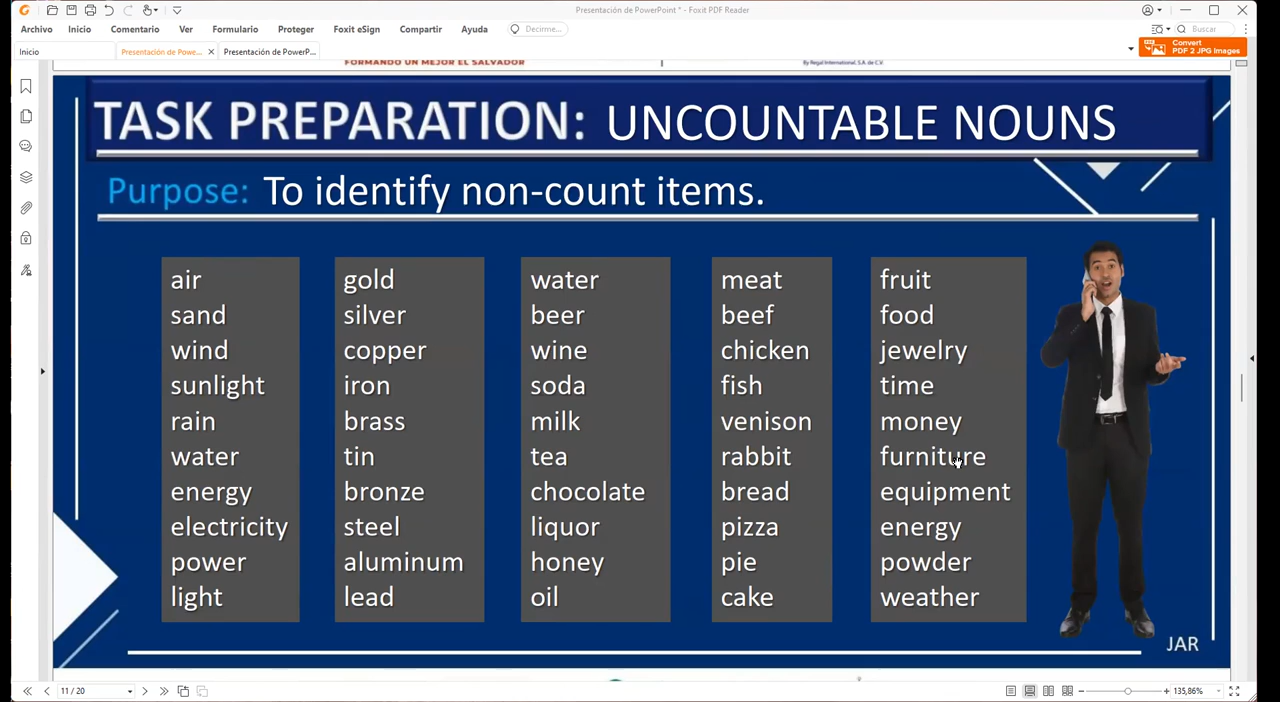 Presentación de PowerPoint * - Foxit PDF Reader
Archivo Inicio Comentario Ver Formulario Proteger Foxit eSign Compartir Ayuda Decirme... Buscar
Inicio Presentación de Powe... Presentación de PowerP... Convert
PDF 2 JPG Images
FORMANDO UN MEJOR EL SALVADOR By Regal International, S.A. de C.V.
TASK PREPARATION: UNCOUNTABLE NOUNS
Purpose: To identify non-count items.
air
sand
wind
sunlight
rain
water
energy
electricity
power
light
gold
silver
copper
iron
brass
tin
bronze
steel
aluminum
lead
water
beer
wine
soda
milk
tea
chocolate
liquor
honey
oil
meat
beef
chicken
fish
venison
rabbit
bread
pizza
pie
cake
fruit
food
jewelry
time
money
furniture
equipment
energy
powder
weather
JAR
11 / 20 135,86%